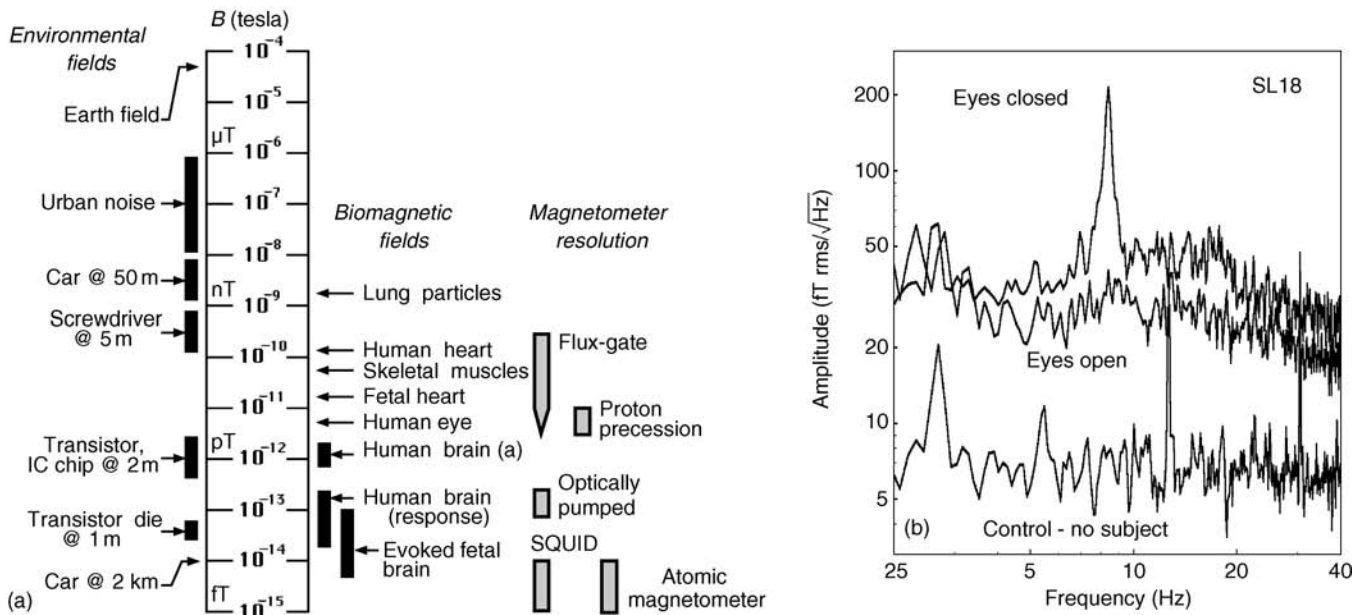 B (tesla)
Environmental
fields
10⁻⁴
Earth field
10⁻⁵
µT
10⁻⁶
Urban noise
10⁻⁷
10⁻⁸
Car @ 50 m
nT
10⁻⁹
Screwdriver
@ 5 m
10⁻¹⁰
10⁻¹¹
pT
Transistor,
IC chip @ 2 m
10⁻¹²
10⁻¹³
Transistor die
@ 1 m
10⁻¹⁴
Car @ 2 km
fT
10⁻¹⁵
(a)
Biomagnetic
fields
Lung particles
Human heart
Skeletal muscles
Fetal heart
Human eye
Human brain (a)
Human brain
(response)
Evoked fetal
brain
Magnetometer
resolution
Flux-gate
Proton
precession
Optically
pumped
SQUID
Atomic
magnetometer
SL18
Eyes closed
Eyes open
Control - no subject
(b)
Amplitude (fT rms/√Hz)
200
100
50
20
10
5
25 5 10 20 40
Frequency (Hz)